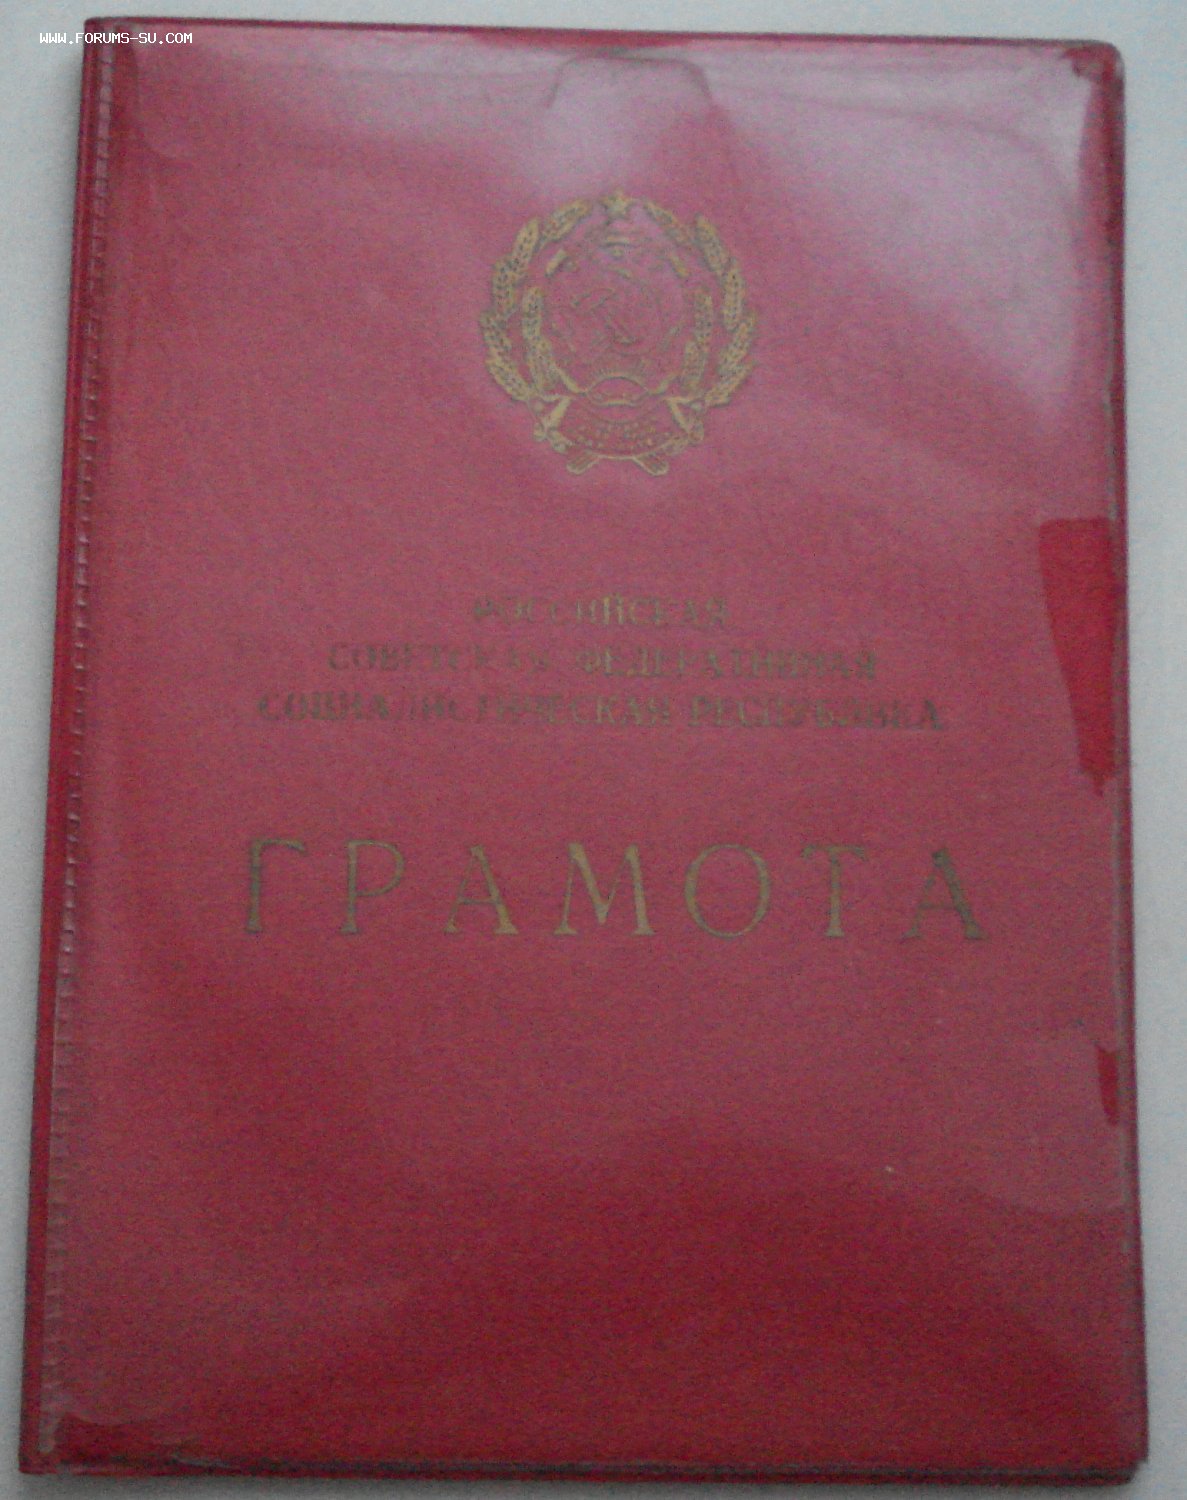 WWW.FORUMS-SU.COM
РОССИЙСКАЯ
СОВЕТСКАЯ ФЕДЕРАТИВНАЯ
СОЦИАЛИСТИЧЕСКАЯ РЕСПУБЛИКА
ГРАМОТА